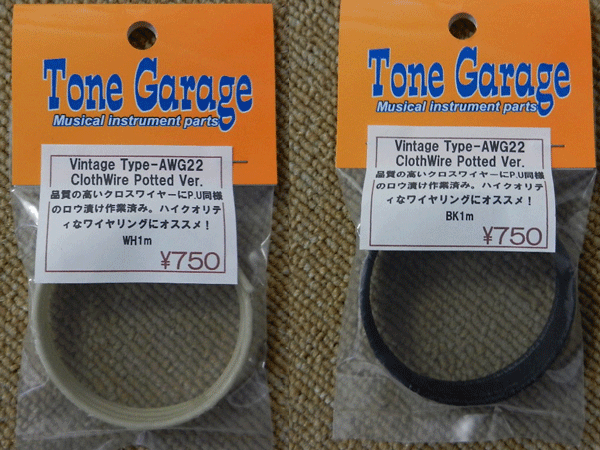 Tone Garage
Musical instrument parts
Vintage Type-AWG22
ClothWire Potted Ver.
品質の高いクロスワイヤーにP.U同様
のロウ漬け作業済み。ハイクオリテ
ィなワイヤリングにオススメ！
WH1m
¥750
Tone Garage
Musical instrument parts
Vintage Type-AWG22
ClothWire Potted Ver.
品質の高いクロスワイヤーにP.U同様
のロウ漬け作業済み。ハイクオリテ
ィなワイヤリングにオススメ！
BK1m
¥750